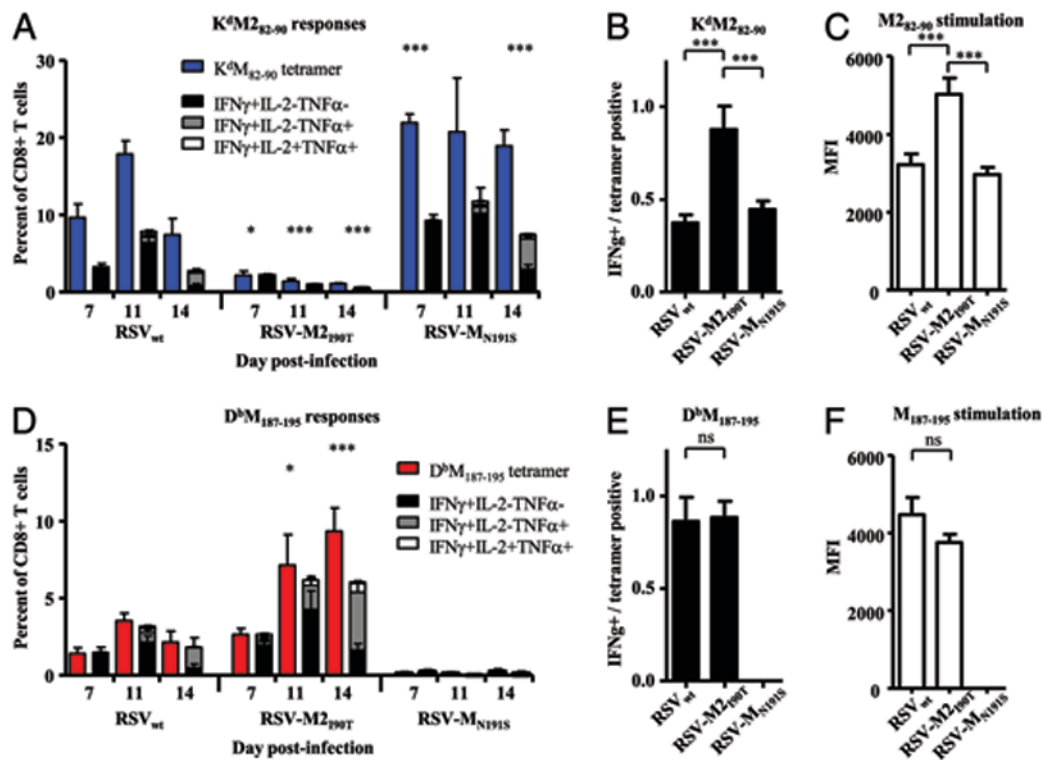 A
KᵈM2₈₂₋₉₀ responses
***
***
30
20
10
0
Percent of CD8+ T cells
KᵈM₈₂₋₉₀ tetramer
IFNγ+IL-2-TNFα-
IFNγ+IL-2-TNFα+
IFNγ+IL-2+TNFα+
* *** ***
7 11 14 7 11 14 7 11 14
RSVwt RSV-M2I90T RSV-MN191S
Day post-infection
B
KᵈM2₈₂₋₉₀
***
***
1.0
0.5
0.0
IFNg+ / tetramer positive
RSVwt
RSV-M2I90T
RSV-MN191S
C
M2₈₂₋₉₀ stimulation
***
***
6000
4000
2000
0
MFI
RSVwt
RSV-M2I90T
RSV-MN191S
D
DᵇM₁₈₇₋₁₉₅ responses
15
10
5
0
Percent of CD8+ T cells
* ***
DᵇM₁₈₇₋₁₉₅ tetramer
IFNγ+IL-2-TNFα-
IFNγ+IL-2-TNFα+
IFNγ+IL-2+TNFα+
7 11 14 7 11 14 7 11 14
RSVwt RSV-M2I90T RSV-MN191S
Day post-infection
E
DᵇM₁₈₇₋₁₉₅
ns
1.0
0.5
0.0
IFNg+ / tetramer positive
RSVwt
RSV-M2I90T
RSV-MN191S
F
M₁₈₇₋₁₉₅ stimulation
ns
6000
4000
2000
0
MFI
RSVwt
RSV-M2I90T
RSV-MN191S